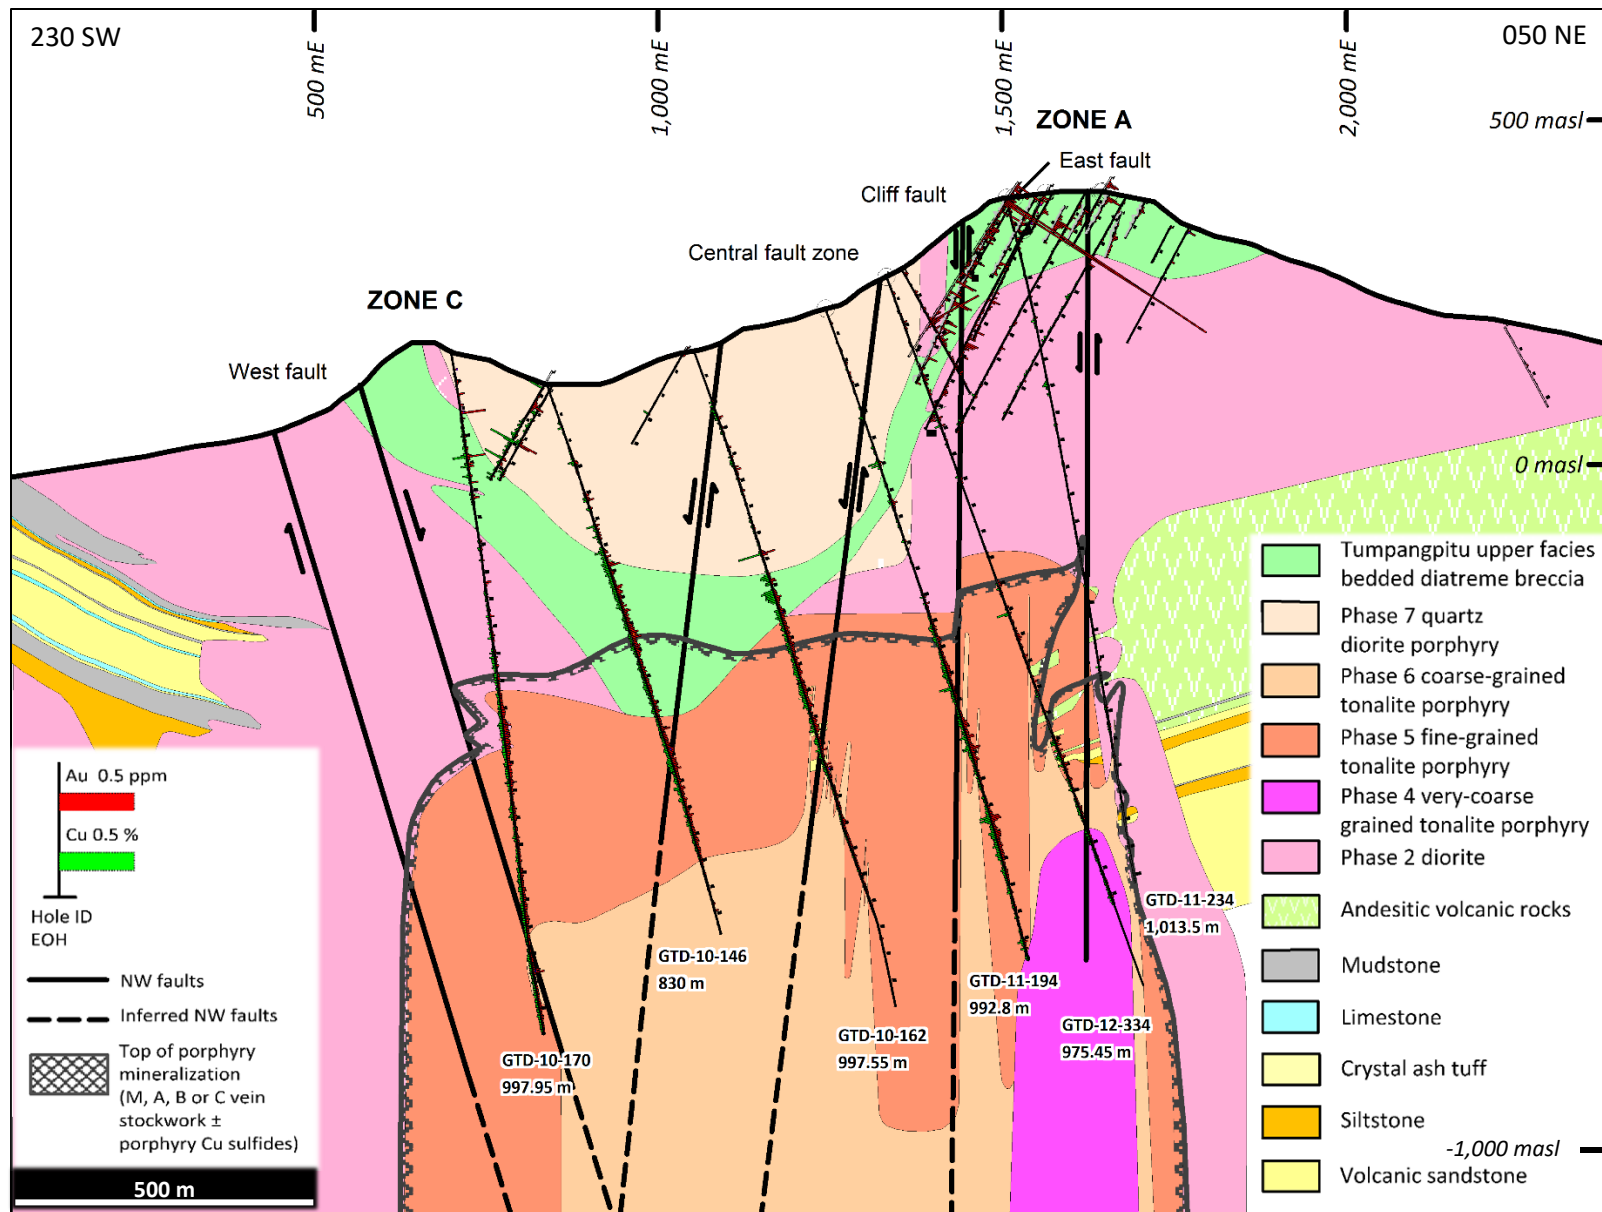 230 SW
500 mE
1,000 mE
1,500 mE
2,000 mE
050 NE
500 masl
ZONE A
East fault
Cliff fault
Central fault zone
ZONE C
West fault
0 masl
Tumpangpitu upper facies
bedded diatreme breccia
Phase 7 quartz
diorite porphyry
Phase 6 coarse-grained
tonalite porphyry
Phase 5 fine-grained
tonalite porphyry
Phase 4 very-coarse
grained tonalite porphyry
Phase 2 diorite
Andesitic volcanic rocks
Mudstone
Limestone
Crystal ash tuff
Siltstone
-1,000 masl
Volcanic sandstone
Au 0.5 ppm
Cu 0.5 %
Hole ID
EOH
NW faults
Inferred NW faults
Top of porphyry
mineralization
(M, A, B or C vein
stockwork ±
porphyry Cu sulfides)
500 m
GTD-10-170
997.95 m
GTD-10-146
830 m
GTD-10-162
997.55 m
GTD-11-194
992.8 m
GTD-12-334
975.45 m
GTD-11-234
1,013.5 m